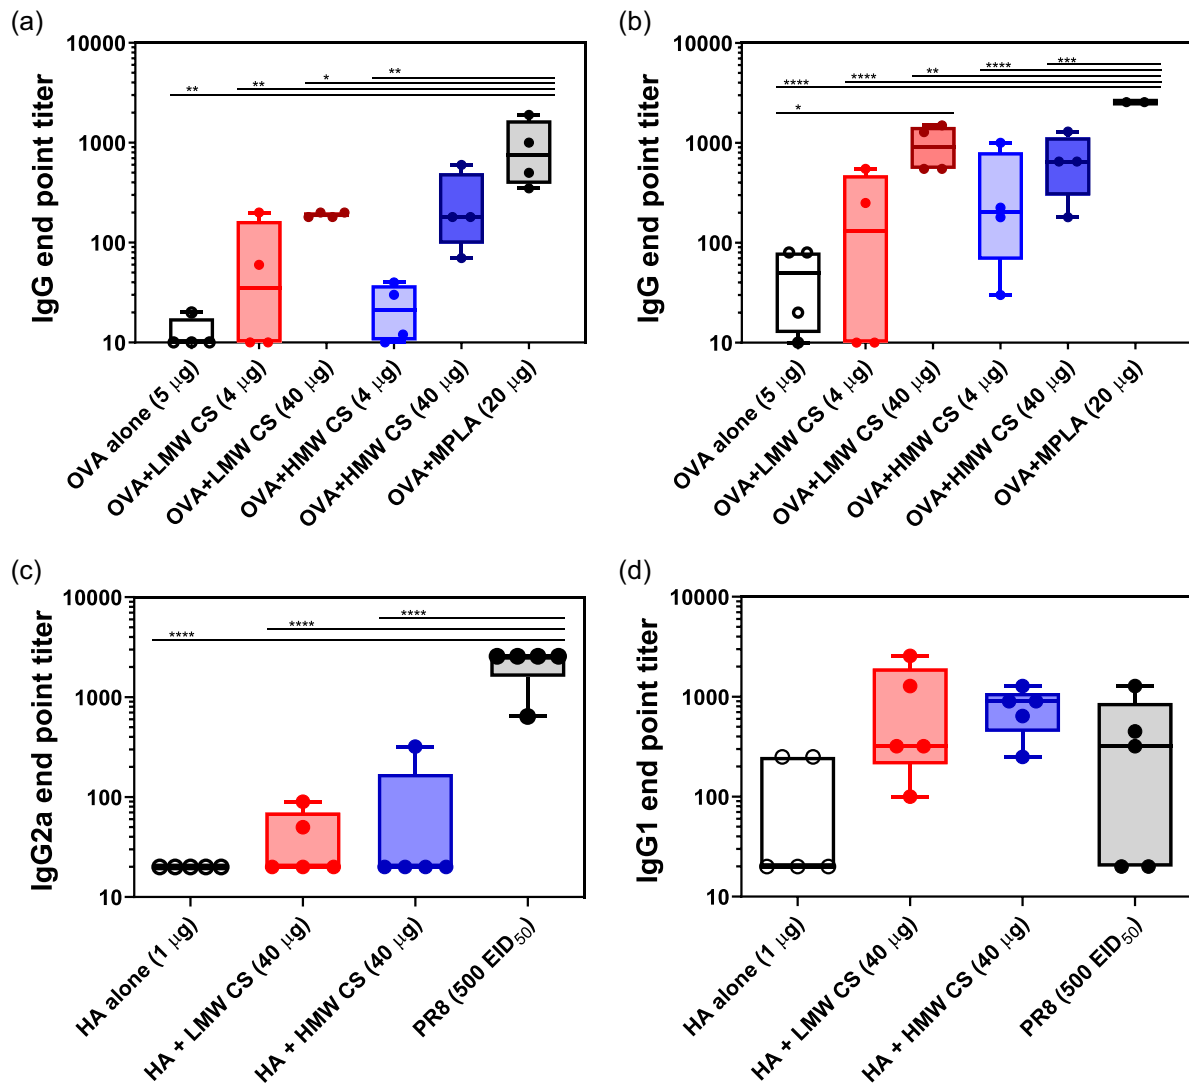 (a)
10000
1000
100
10
IgG end point titer
**
**
*
**
OVA alone (5 μg)
OVA+LMW CS (4 μg)
OVA+LMW CS (40 μg)
OVA+HMW CS (4 μg)
OVA+HMW CS (40 μg)
OVA+MPLA (20 μg)
(b)
10000
1000
100
10
IgG end point titer
****
****
**
****
***
*
OVA alone (5 μg)
OVA+LMW CS (4 μg)
OVA+LMW CS (40 μg)
OVA+HMW CS (4 μg)
OVA+HMW CS (40 μg)
OVA+MPLA (20 μg)
(c)
10000
1000
100
10
IgG2a end point titer
****
****
****
HA alone (1 μg)
HA + LMW CS (40 μg)
HA + HMW CS (40 μg)
PR8 (500 EID50)
(d)
10000
1000
100
10
IgG1 end point titer
HA alone (1 μg)
HA + LMW CS (40 μg)
HA + HMW CS (40 μg)
PR8 (500 EID50)